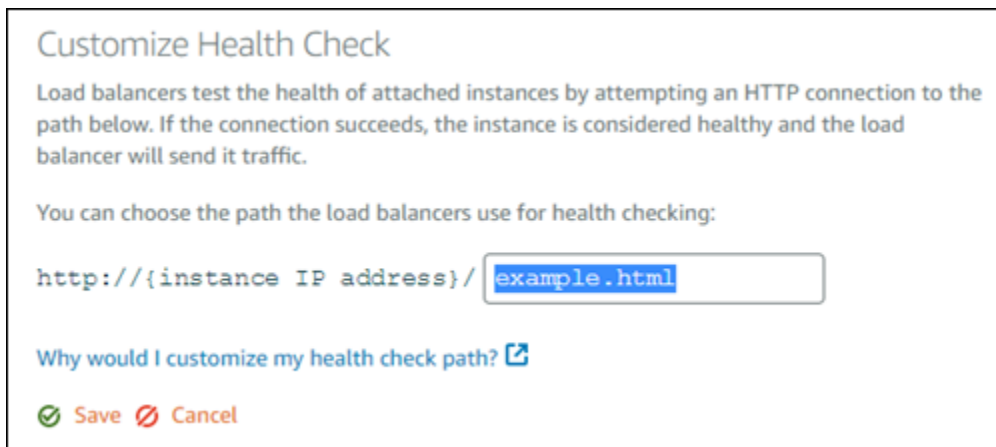 Customize Health Check
Load balancers test the health of attached instances by attempting an HTTP connection to the
path below. If the connection succeeds, the instance is considered healthy and the load
balancer will send it traffic.
You can choose the path the load balancers use for health checking:
http://{instance IP address}/ example.html
Why would I customize my health check path?
Save Cancel